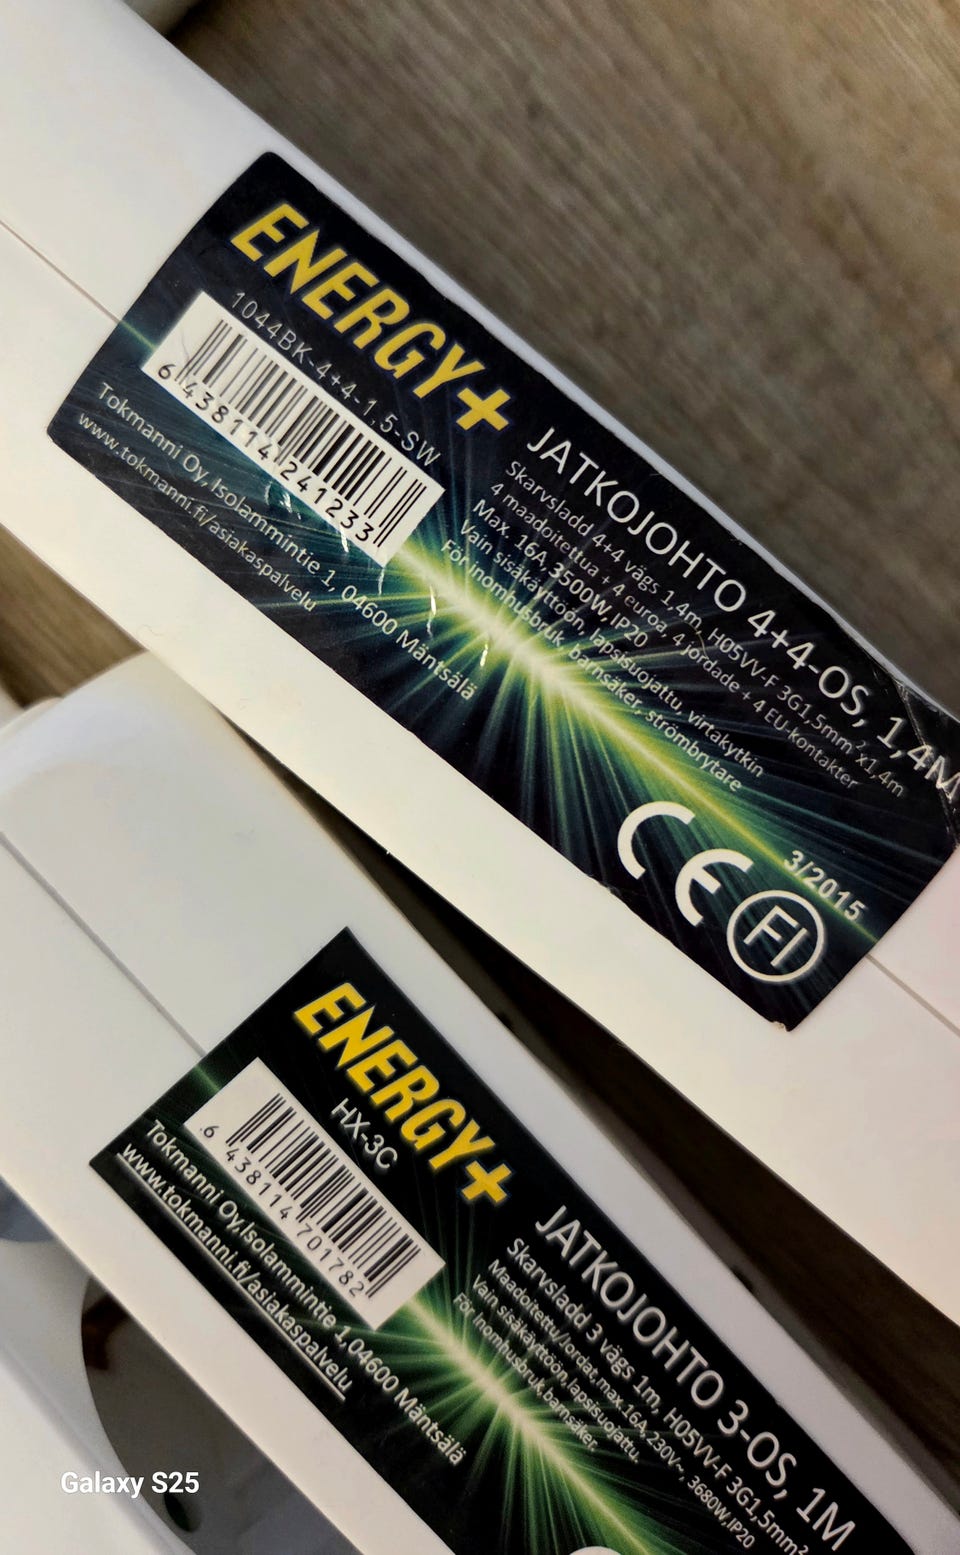 ENERGY+
1044BK-4+4-1,5-SW
6 438114 241233
Tokmanni Oy, Isolammintie 1, 04600 Mäntsälä
www.tokmanni.fi/asiakaspalvelu
JATKOJOHTO 4+4-OS, 1,4M
Skarvsladd 4+4 vägs 1,4m, H05VV-F 3G1,5mm² x1,4m
4 maadoitettua + 4 euroa, 4 jordade + 4 EU-kontakter
Max. 16A, 3500W, IP20
Vain sisäkäyttöön, lapsisuojattu, virtakytkin
För inomhusbruk, barnsäker, strömbrytare
3/2015
CE FI
ENERGY+
HX-3C
6 438114 701782
Tokmanni Oy,Isolammintie 1,04600 Mäntsälä
www.tokmanni.fi/asiakaspalvelu
JATKOJOHTO 3-OS, 1M
Skarvsladd 3 vägs 1m, H05VV-F 3G1,5mm²
Maadoitettu/Jordat,max.16A,230V~, 3680W,IP20
Vain sisäkäyttöön,lapsisuojattu.
För inomhusbruk,barnsäker.
Galaxy S25